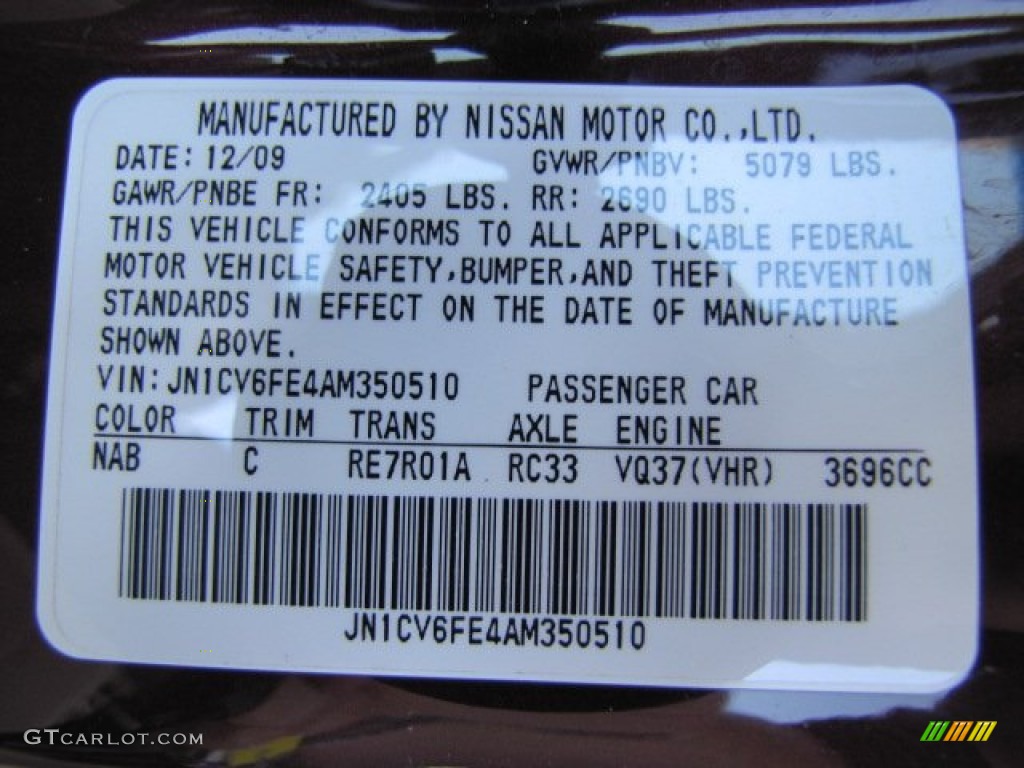 MANUFACTURED BY NISSAN MOTOR CO.,LTD.
DATE: 12/09 GVWR/PNBV: 5079 LBS.
GAWR/PNBE FR: 2405 LBS. RR: 2690 LBS.
THIS VEHICLE CONFORMS TO ALL APPLICABLE FEDERAL
MOTOR VEHICLE SAFETY,BUMPER,AND THEFT PREVENTION
STANDARDS IN EFFECT ON THE DATE OF MANUFACTURE
SHOWN ABOVE.
VIN:JN1CV6FE4AM350510 PASSENGER CAR
COLOR TRIM TRANS AXLE ENGINE
NAB C RE7R01A RC33 VQ37(VHR) 3696CC
JN1CV6FE4AM350510
GTCARLOT.COM